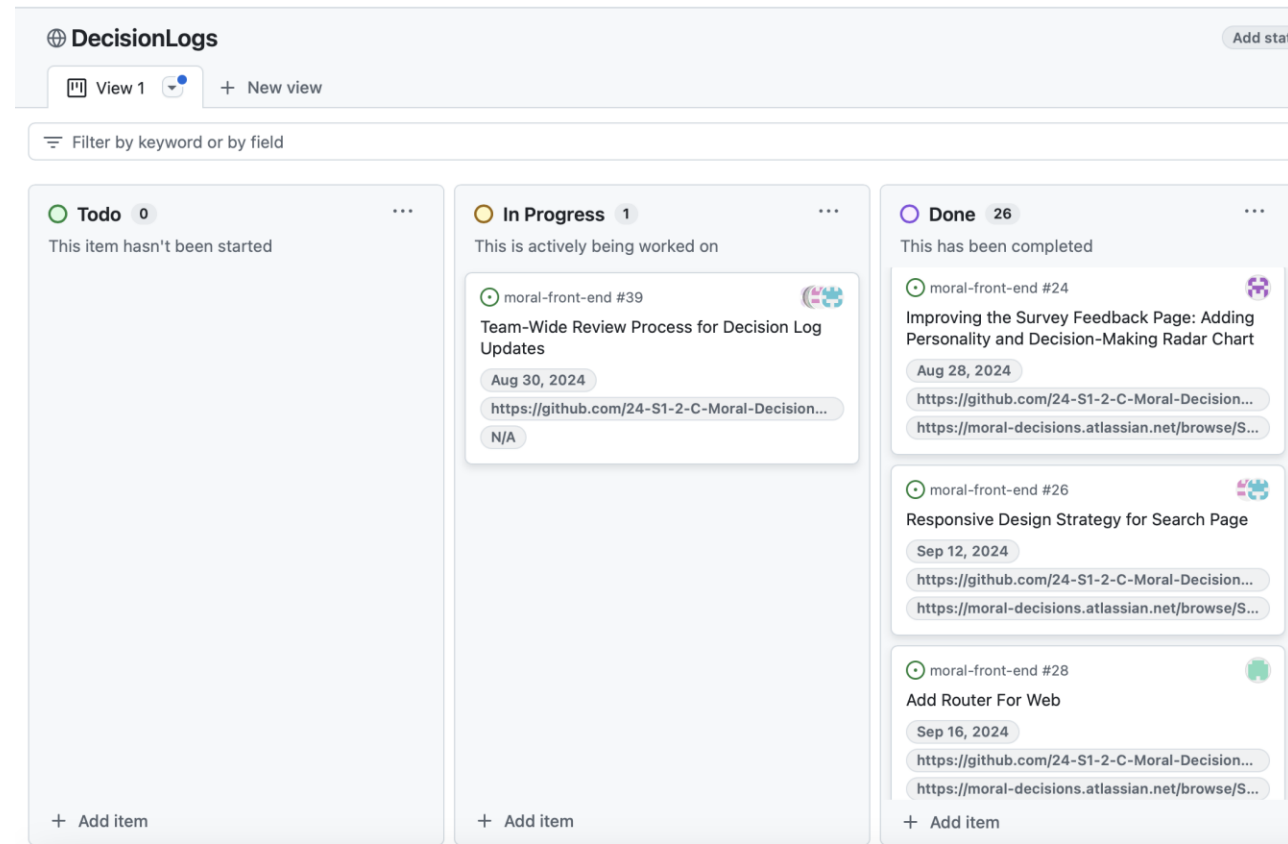 DecisionLogs
Add stat
View 1
New view
Filter by keyword or by field
Todo 0
This item hasn't been started
Add item
In Progress 1
This is actively being worked on
moral-front-end #39
Team-Wide Review Process for Decision Log
Updates
Aug 30, 2024
https://github.com/24-S1-2-C-Moral-Decision...
N/A
Add item
Done 26
This has been completed
moral-front-end #24
Improving the Survey Feedback Page: Adding
Personality and Decision-Making Radar Chart
Aug 28, 2024
https://github.com/24-S1-2-C-Moral-Decision...
https://moral-decisions.atlassian.net/browse/S...
moral-front-end #26
Responsive Design Strategy for Search Page
Sep 12, 2024
https://github.com/24-S1-2-C-Moral-Decision...
https://moral-decisions.atlassian.net/browse/S...
moral-front-end #28
Add Router For Web
Sep 16, 2024
https://github.com/24-S1-2-C-Moral-Decision...
https://moral-decisions.atlassian.net/browse/S...
Add item